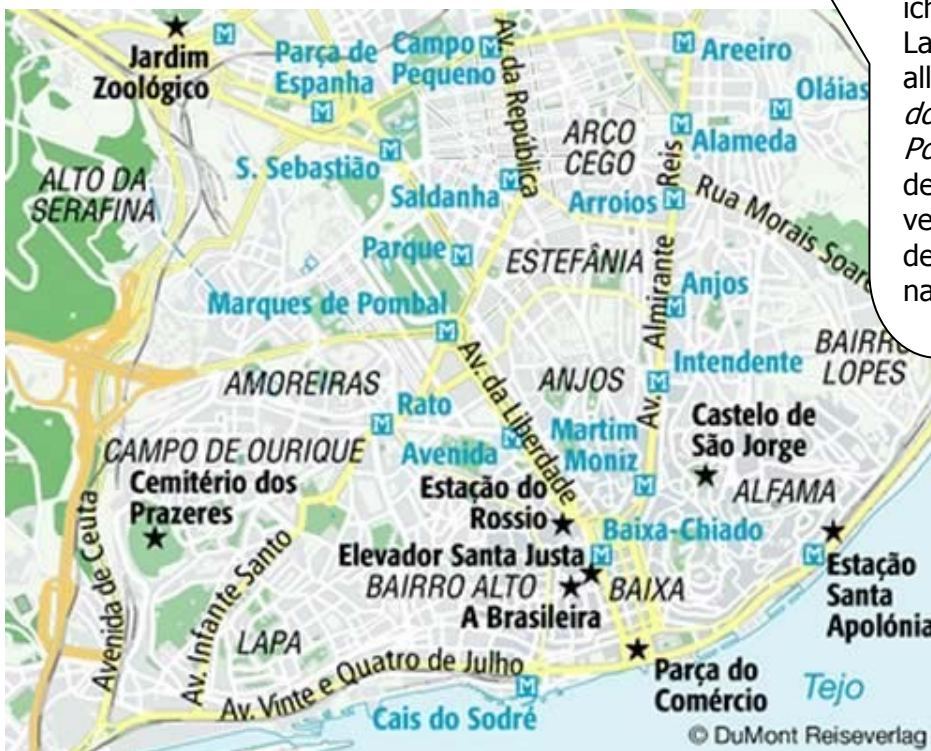 Jardim
Zoológico
Parça de
Espanha
Campo
Pequeno
Av. da República
Areeiro
Oláias
ALTO DA
SERAFINA
S. Sebastião
Saldanha
ARCO
CEGO
Alameda
Arroios
Rua Morais Soare
Parque
ESTEFÂNIA
Av. Almirante Reis
Anjos
Marques de Pombal
AMOREIRAS
Av. da Liberdade
ANJOS
Intendente
LOPES
Rato
CAMPO DE OURIQUE
Avenida
Martim
Moniz
Castelo de
São Jorge
Cemitério dos
Prazeres
Estação do
Rossio
ALFAMA
Baixa-Chiado
Avenida de Ceuta
Av. Infante Santo
Elevador Santa Justa
BAIRRO ALTO
BAIXA
A Brasileira
Estação
Santa
Apolónia
LAPA
Av. Vinte e Quatro de Julho
Parça do
Comércio
Tejo
Cais do Sodré
© DuMont Reiseverlag
ich
La
all
de
ve
de
na